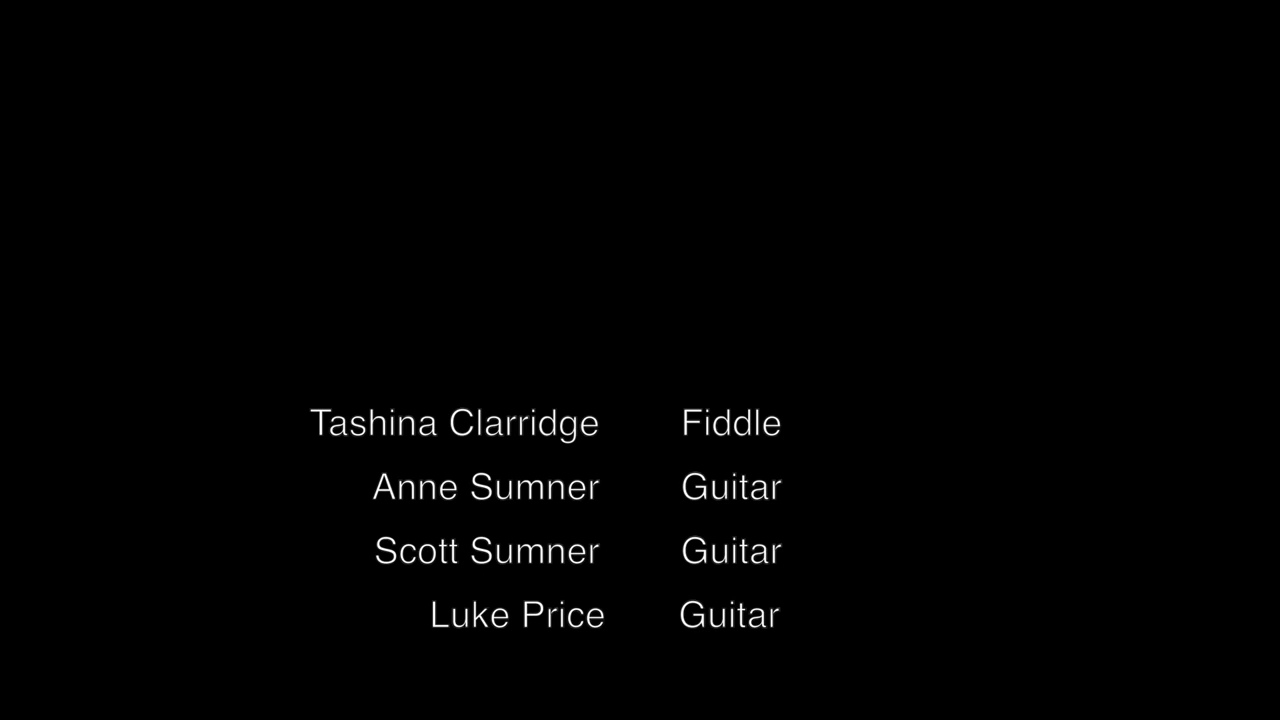 Tashina Clarridge Fiddle
Anne Sumner Guitar
Scott Sumner Guitar
Luke Price Guitar